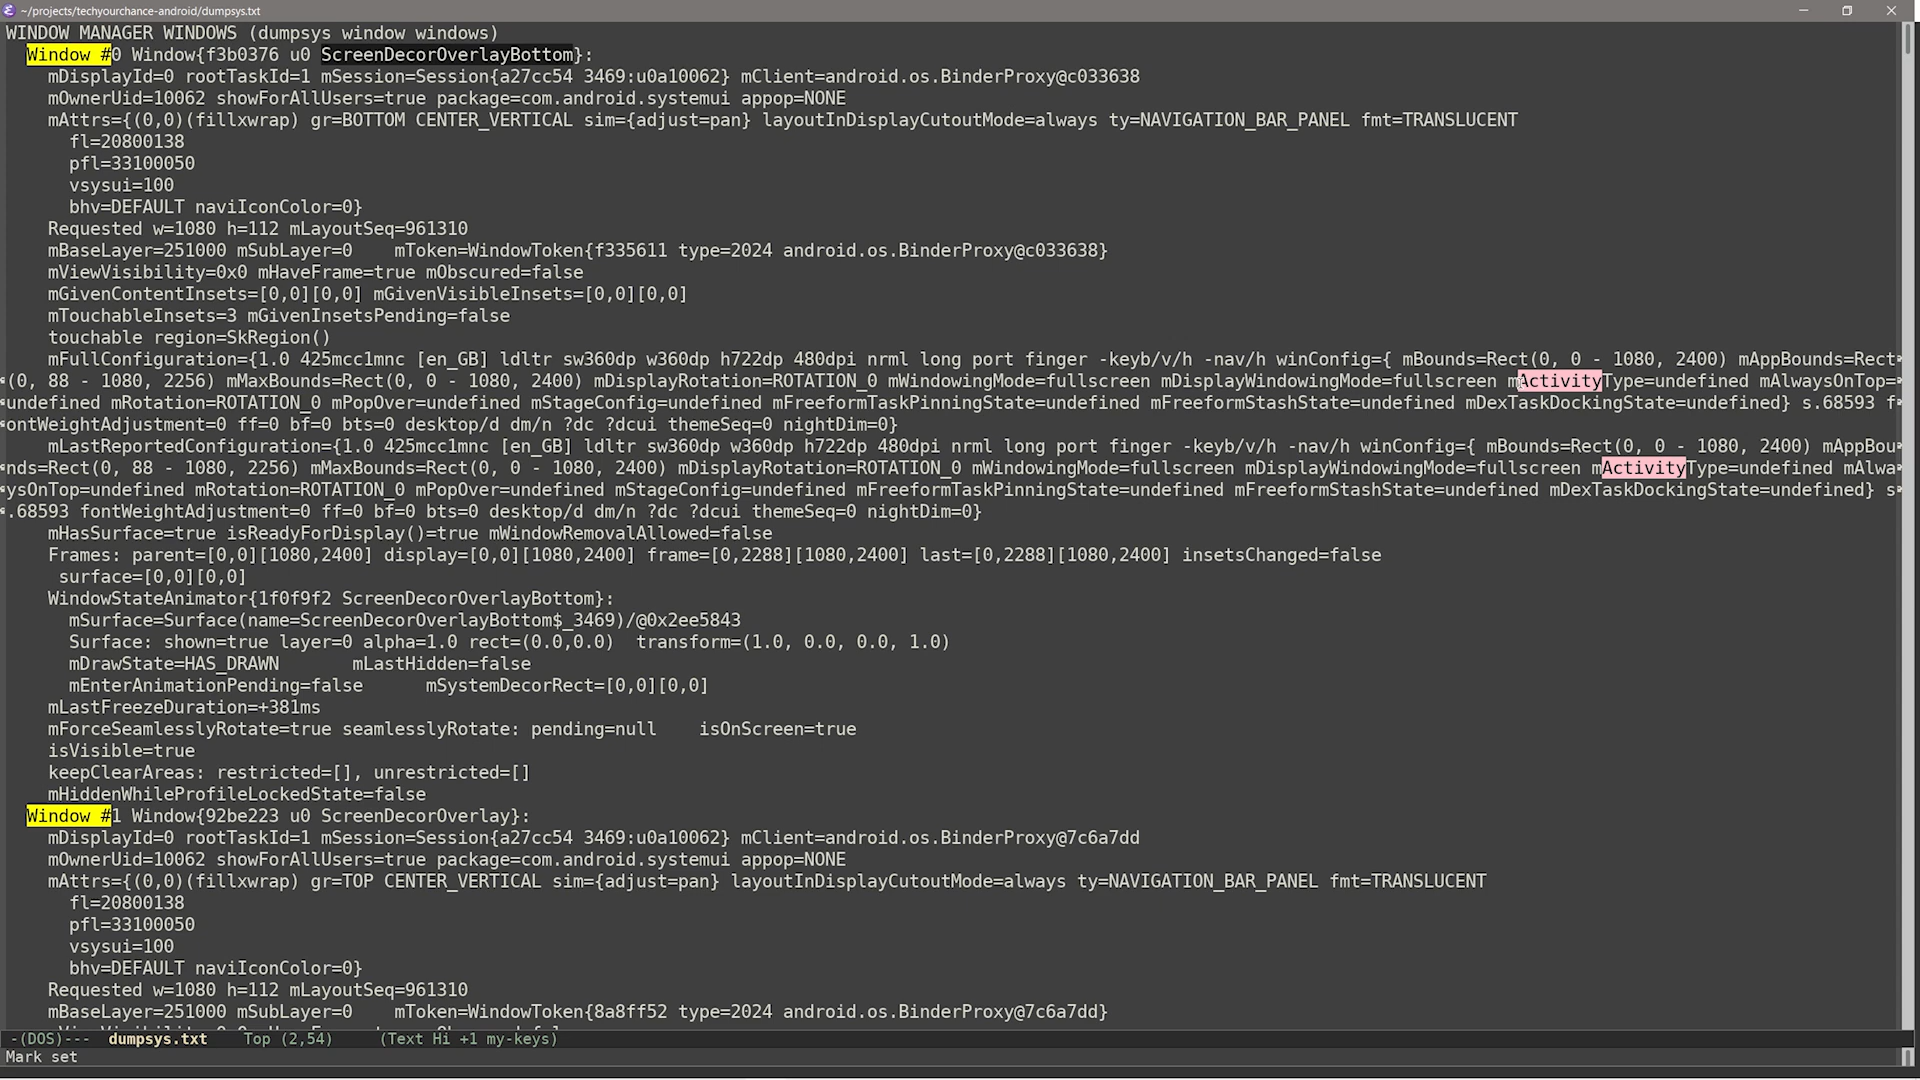 ~/projects/techyourchance-android/dumpsys.txt
WINDOW MANAGER WINDOWS (dumpsys window windows)
Window #0 Window{f3b0376 u0 ScreenDecorOverlayBottom}:
mDisplayId=0 rootTaskId=1 mSession=Session{a27cc54 3469:u0a10062} mClient=android.os.BinderProxy@c033638
mOwnerUid=10062 showForAllUsers=true package=com.android.systemui appop=NONE
mAttrs={(0,0)(fillxwrap) gr=BOTTOM CENTER_VERTICAL sim={adjust=pan} layoutInDisplayCutoutMode=always ty=NAVIGATION_BAR_PANEL fmt=TRANSLUCENT
fl=20800138
pfl=33100050
vsysui=100
bhv=DEFAULT naviIconColor=0}
Requested w=1080 h=112 mLayoutSeq=961310
mBaseLayer=251000 mSubLayer=0    mToken=WindowToken{f335611 type=2024 android.os.BinderProxy@c033638}
mViewVisibility=0x0 mHaveFrame=true mObscured=false
mGivenContentInsets=[0,0][0,0] mGivenVisibleInsets=[0,0][0,0]
mTouchableInsets=3 mGivenInsetsPending=false
touchable region=SkRegion()
mFullConfiguration={1.0 425mcc1mnc [en_GB] ldltr sw360dp w360dp h722dp 480dpi nrml long port finger -keyb/v/h -nav/h winConfig={ mBounds=Rect(0, 0 - 1080, 2400) mAppBounds=Rect
(0, 88 - 1080, 2256) mMaxBounds=Rect(0, 0 - 1080, 2400) mDisplayRotation=ROTATION_0 mWindowingMode=fullscreen mDisplayWindowingMode=fullscreen mActivityType=undefined mAlwaysOnTop=
undefined mRotation=ROTATION_0 mPopOver=undefined mStageConfig=undefined mFreeformTaskPinningState=undefined mFreeformStashState=undefined mDexTaskDockingState=undefined} s.68593 f
ontWeightAdjustment=0 ff=0 bf=0 bts=0 desktop/d dm/n ?dc ?dcui themeSeq=0 nightDim=0}
mLastReportedConfiguration={1.0 425mcc1mnc [en_GB] ldltr sw360dp w360dp h722dp 480dpi nrml long port finger -keyb/v/h -nav/h winConfig={ mBounds=Rect(0, 0 - 1080, 2400) mAppBou
nds=Rect(0, 88 - 1080, 2256) mMaxBounds=Rect(0, 0 - 1080, 2400) mDisplayRotation=ROTATION_0 mWindowingMode=fullscreen mDisplayWindowingMode=fullscreen mActivityType=undefined mAlwa
ysOnTop=undefined mRotation=ROTATION_0 mPopOver=undefined mStageConfig=undefined mFreeformTaskPinningState=undefined mFreeformStashState=undefined mDexTaskDockingState=undefined} s
.68593 fontWeightAdjustment=0 ff=0 bf=0 bts=0 desktop/d dm/n ?dc ?dcui themeSeq=0 nightDim=0}
mHasSurface=true isReadyForDisplay()=true mWindowRemovalAllowed=false
Frames: parent=[0,0][1080,2400] display=[0,0][1080,2400] frame=[0,2288][1080,2400] last=[0,2288][1080,2400] insetsChanged=false
surface=[0,0][0,0]
WindowStateAnimator{1f0f9f2 ScreenDecorOverlayBottom}:
mSurface=Surface(name=ScreenDecorOverlayBottom$_3469)/@0x2ee5843
Surface: shown=true layer=0 alpha=1.0 rect=(0.0,0.0)  transform=(1.0, 0.0, 0.0, 1.0)
mDrawState=HAS_DRAWN       mLastHidden=false
mEnterAnimationPending=false      mSystemDecorRect=[0,0][0,0]
mLastFreezeDuration=+381ms
mForceSeamlesslyRotate=true seamlesslyRotate: pending=null    isOnScreen=true
isVisible=true
keepClearAreas: restricted=[], unrestricted=[]
mHiddenWhileProfileLockedState=false
Window #1 Window{92be223 u0 ScreenDecorOverlay}:
mDisplayId=0 rootTaskId=1 mSession=Session{a27cc54 3469:u0a10062} mClient=android.os.BinderProxy@7c6a7dd
mOwnerUid=10062 showForAllUsers=true package=com.android.systemui appop=NONE
mAttrs={(0,0)(fillxwrap) gr=TOP CENTER_VERTICAL sim={adjust=pan} layoutInDisplayCutoutMode=always ty=NAVIGATION_BAR_PANEL fmt=TRANSLUCENT
fl=20800138
pfl=33100050
vsysui=100
bhv=DEFAULT naviIconColor=0}
Requested w=1080 h=112 mLayoutSeq=961310
mBaseLayer=251000 mSubLayer=0    mToken=WindowToken{8a8ff52 type=2024 android.os.BinderProxy@7c6a7dd}
-(DOS)---  dumpsys.txt    Top (2,54)    (Text Hi +1 my-keys)
Mark set